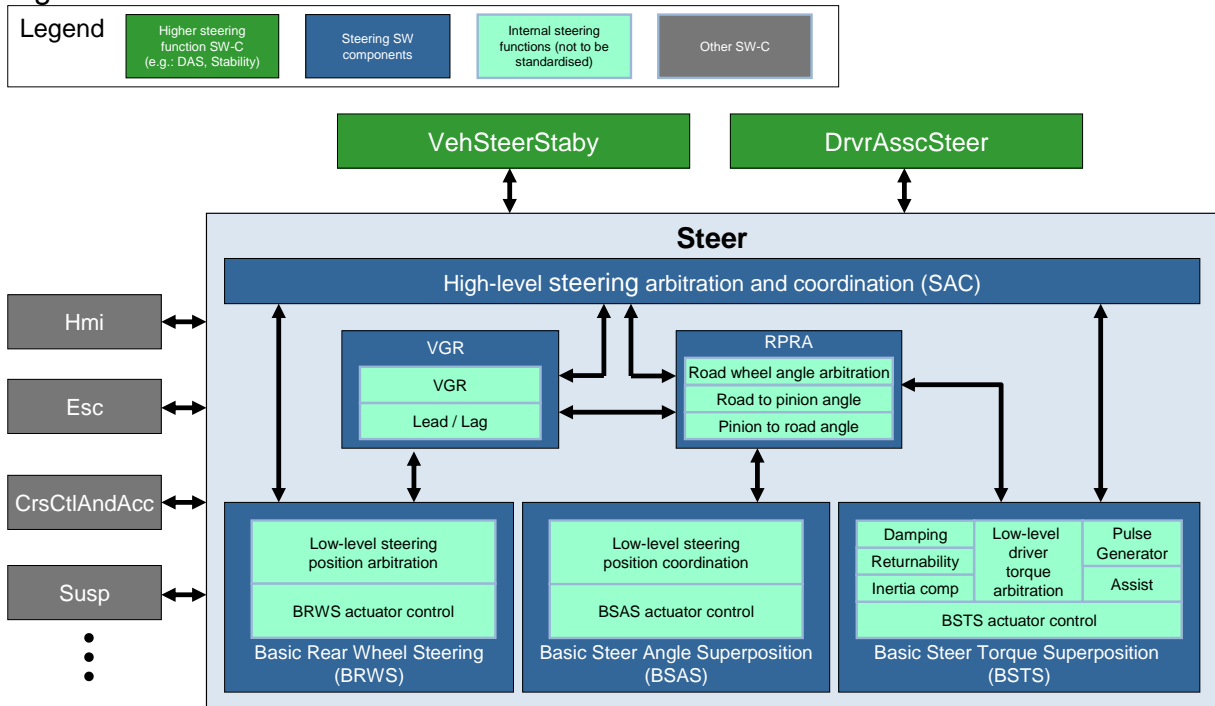 Legend
Higher steering
function SW-C
(e.g.: DAS, Stability)
Steering SW
components
Internal steering
functions (not to be
standardised)
Other SW-C
VehSteerStaby
DrvrAsscSteer
Steer
High-level steering arbitration and coordination (SAC)
Hmi
Esc
CrsCtlAndAcc
Susp
VGR
VGR
Lead / Lag
RPRA
Road wheel angle arbitration
Road to pinion angle
Pinion to road angle
Low-level steering
position arbitration
BRWS actuator control
Basic Rear Wheel Steering
(BRWS)
Low-level steering
position coordination
BSAS actuator control
Basic Steer Angle Superposition
(BSAS)
Damping
Returnability
Inertia comp
Low-level
driver
torque
arbitration
Pulse
Generator
Assist
BSTS actuator control
Basic Steer Torque Superposition
(BSTS)